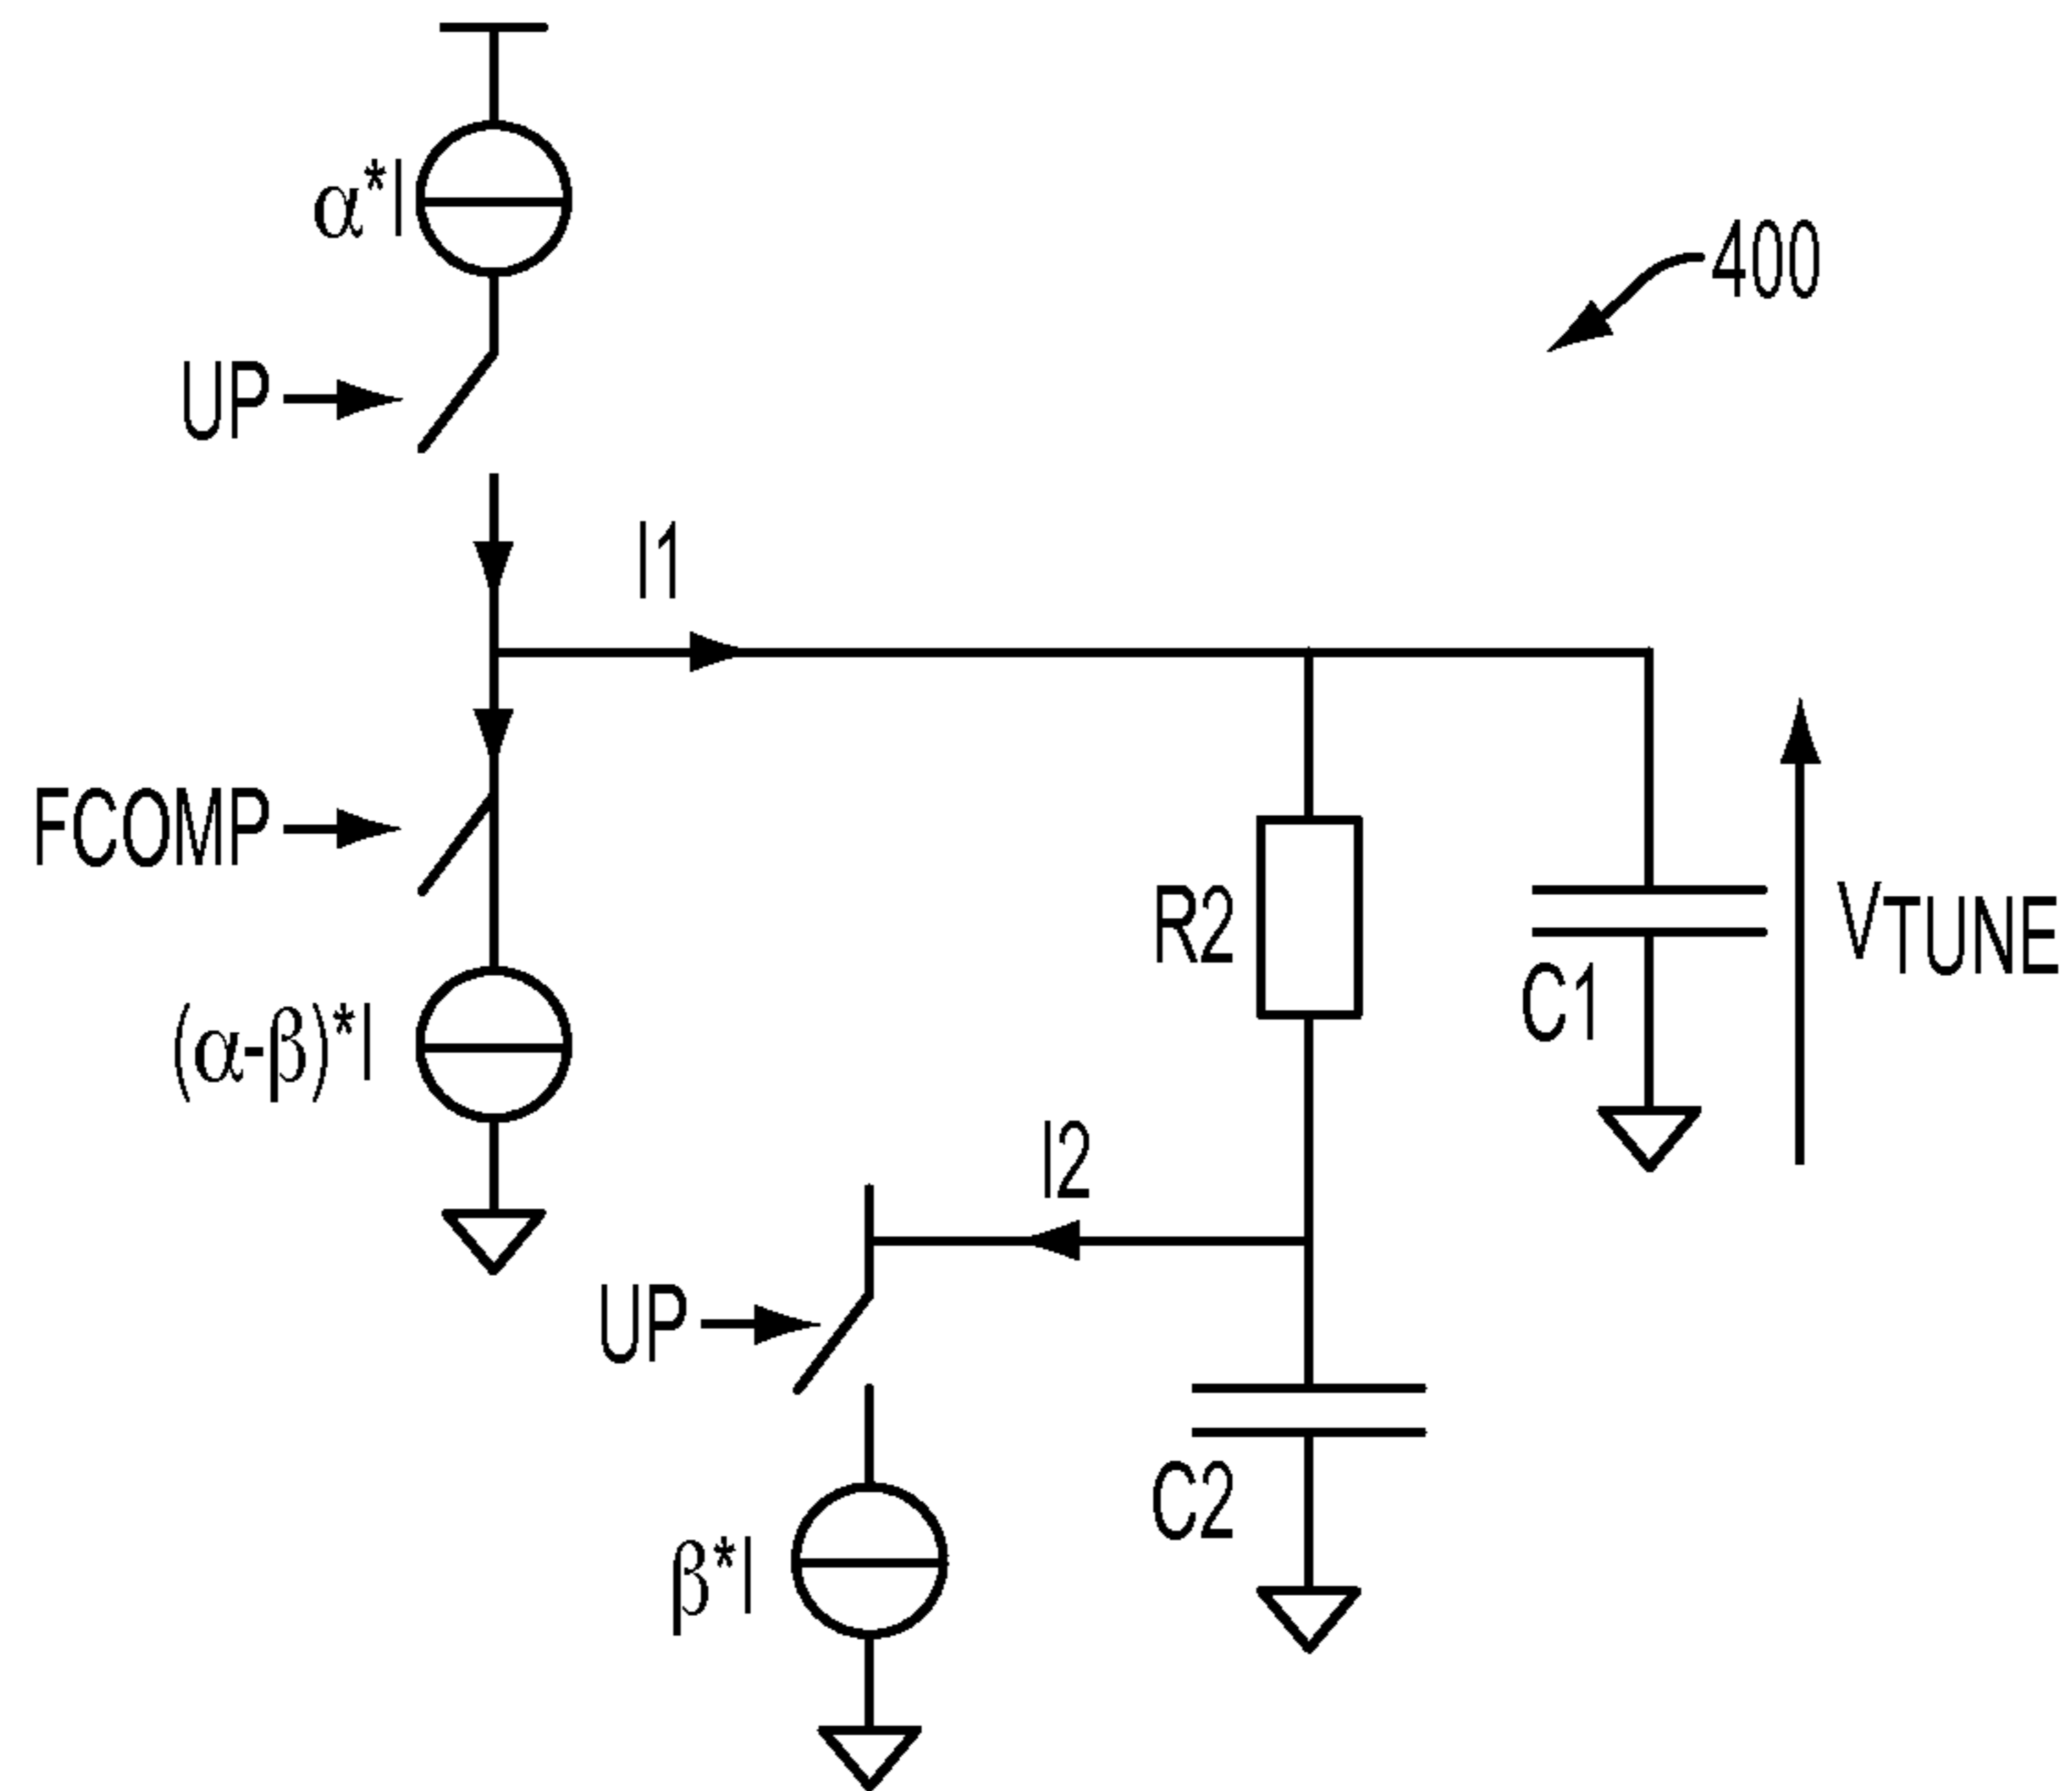 α*I
400
UP
I1
FCOMP
R2
VTUNE
C1
(α-β)*I
I2
UP
C2
β*I